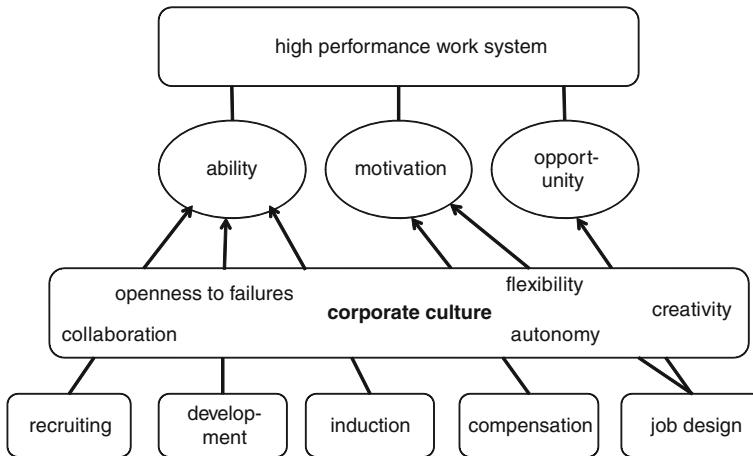 high performance work system
ability
motivation
opport-
unity
openness to failures
flexibility
corporate culture
creativity
collaboration
autonomy
recruiting
develop-
ment
induction
compensation
job design